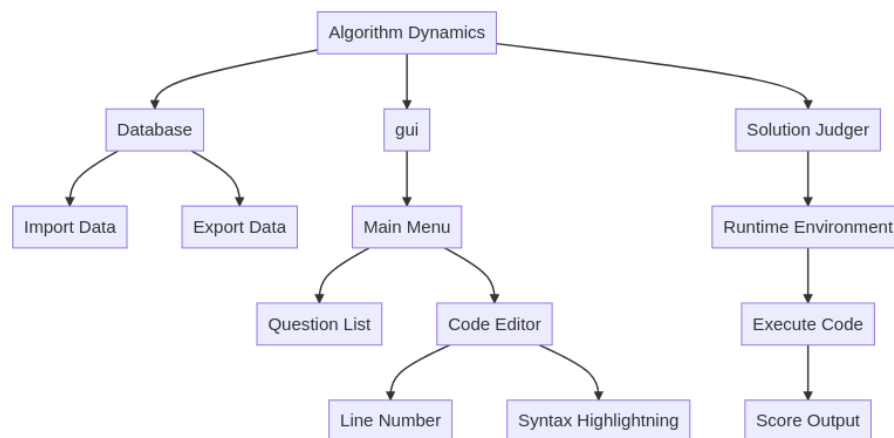 Algorithm Dynamics
Database
gui
Solution Judger
Import Data
Export Data
Main Menu
Runtime Environment
Question List
Code Editor
Execute Code
Line Number
Syntax Highlightning
Score Output